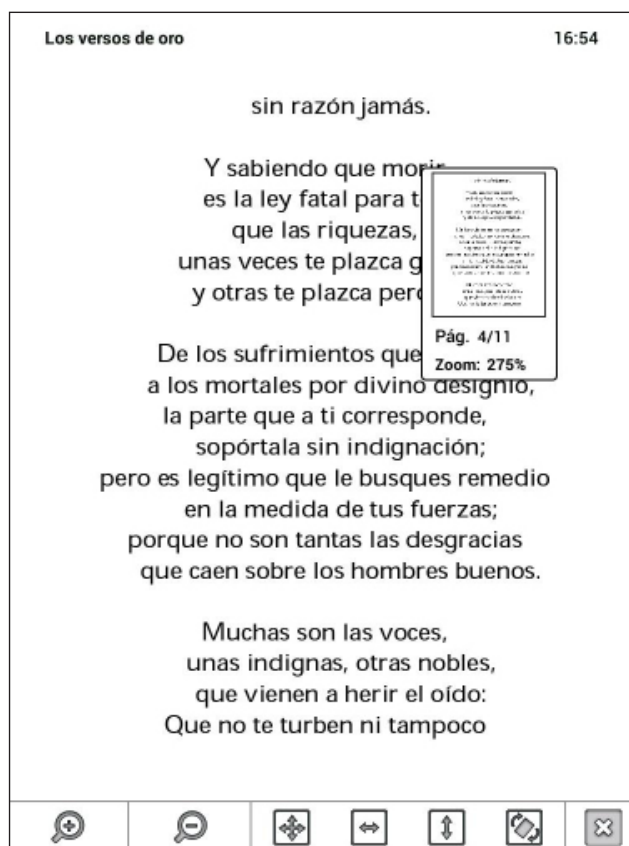 Los versos de oro 16:54
sin razón jamás.
Y sabiendo que morir
es la ley fatal para t
que las riquezas,
unas veces te plazca g
y otras te plazca perd
Pág. 4/11
Zoom: 275%
De los sufrimientos que
a los mortales por divino designio,
la parte que a ti corresponde,
sopórtala sin indignación;
pero es legítimo que le busques remedio
en la medida de tus fuerzas;
porque no son tantas las desgracias
que caen sobre los hombres buenos.
Muchas son las voces,
unas indignas, otras nobles,
que vienen a herir el oído:
Que no te turben ni tampoco